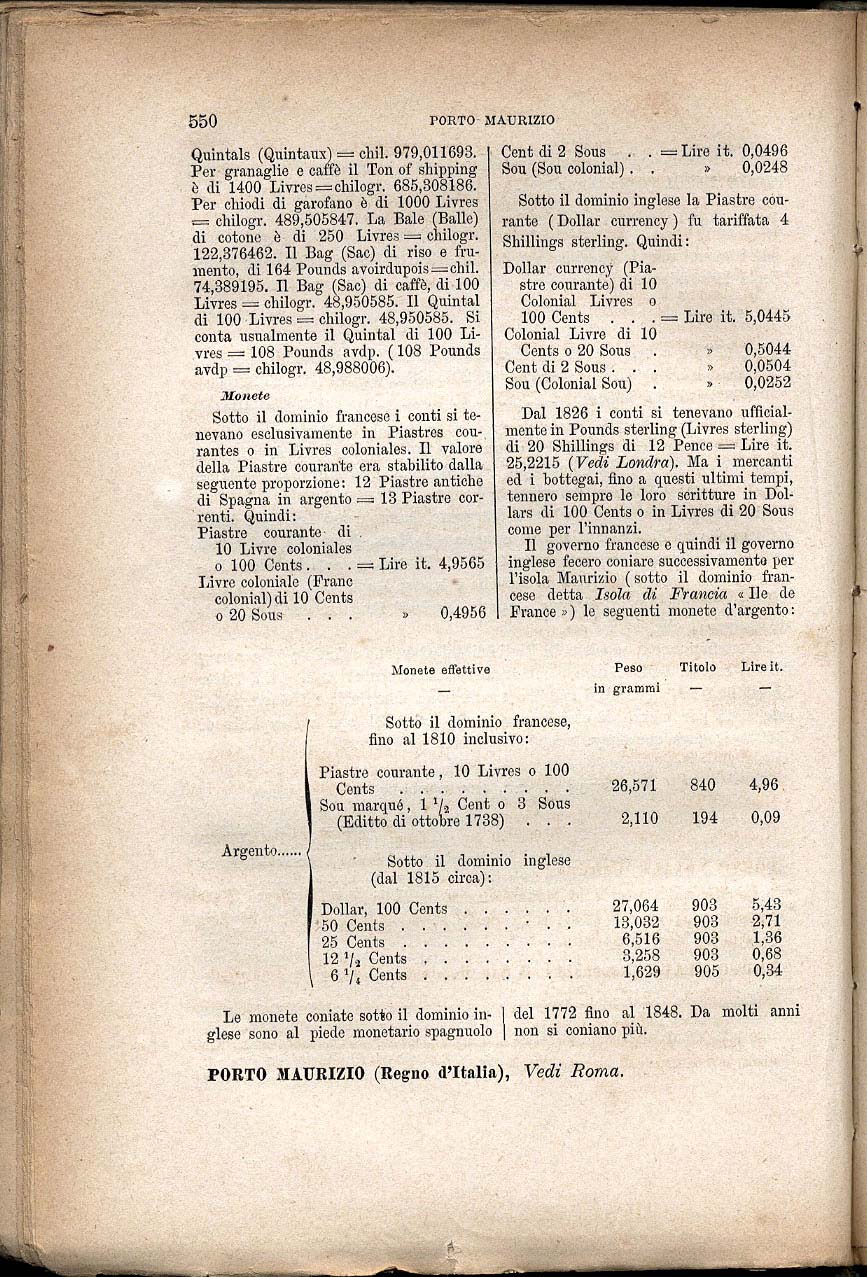 550
PORTO MAURIZIO
Quintals (Quintaux) = chil. 979,011693.
Per granaglie e caffè il Ton of shipping
è di 1400 Livres = chilogr. 685,308186.
Per chiodi di garofano è di 1000 Livres
= chilogr. 489,505847. La Bale (Balle)
di cotone è di 250 Livres = chilogr.
122,376462. Il Bag (Sac) di riso e fru-
mento, di 164 Pounds avoirdupois = chil.
74,389195. Il Bag (Sac) di caffè, di 100
Livres = chilogr. 48,950585. Il Quintal
di 100 Livres = chilogr. 48,950585. Si
conta usualmente il Quintal di 100 Li-
vres = 108 Pounds avdp. (108 Pounds
avdp = chilogr. 48,988006).
Monete
Sotto il dominio francese i conti si te-
nevano esclusivamente in Piastres cou-
rantes o in Livres coloniales. Il valore
della Piastre courante era stabilito dalla
seguente proporzione: 12 Piastre antiche
di Spagna in argento = 13 Piastre cor-
renti. Quindi:
Piastre courante di
10 Livre coloniales
o 100 Cents . . . = Lire it. 4,9565
Livre coloniale (Franc
colonial) di 10 Cents
o 20 Sous . . . » 0,4956
Cent di 2 Sous . . = Lire it. 0,0496
Sou (Sou colonial) . . » 0,0248
Sotto il dominio inglese la Piastre cou-
rante (Dollar currency) fu tariffata 4
Shillings sterling. Quindi:
Dollar currency (Pia-
stre courante) di 10
Colonial Livres o
100 Cents . . . = Lire it. 5,0445
Colonial Livre di 10
Cents o 20 Sous . » 0,5044
Cent di 2 Sous . . . » 0,0504
Sou (Colonial Sou) . » 0,0252
Dal 1826 i conti si tenevano ufficial-
mente in Pounds sterling (Livres sterling)
di 20 Shillings di 12 Pence = Lire it.
25,2215 (Vedi Londra). Ma i mercanti
ed i bottegai, fino a questi ultimi tempi,
tennero sempre le loro scritture in Dol-
lars di 100 Cents o in Livres di 20 Sous
come per l'innanzi.
Il governo francese e quindi il governo
inglese fecero coniare successivamente per
l'isola Maurizio (sotto il dominio fran-
cese detta Isola di Francia « Ile de
France ») le seguenti monete d'argento:
Monete effettive Peso Titolo Lire it.
— in grammi — —
Sotto il dominio francese,
fino al 1810 inclusivo:
Piastre courante, 10 Livres o 100
Cents . . . . . . . . . 26,571 840 4,96
Sou marqué, 1 1/2 Cent o 3 Sous
(Editto di ottobre 1738) . . . 2,110 194 0,09
Argento......
Sotto il dominio inglese
(dal 1815 circa):
Dollar, 100 Cents . . . . . . 27,064 903 5,43
50 Cents . . . . . . . . . 13,032 903 2,71
25 Cents . . . . . . . . . 6,516 903 1,36
12 1/2 Cents . . . . . . . . 3,258 903 0,68
6 1/4 Cents . . . . . . . . 1,629 905 0,34
Le monete coniate sotto il dominio in-
glese sono al piede monetario spagnuolo
del 1772 fino al 1848. Da molti anni
non si coniano più.
PORTO MAURIZIO (Regno d'Italia), Vedi Roma.